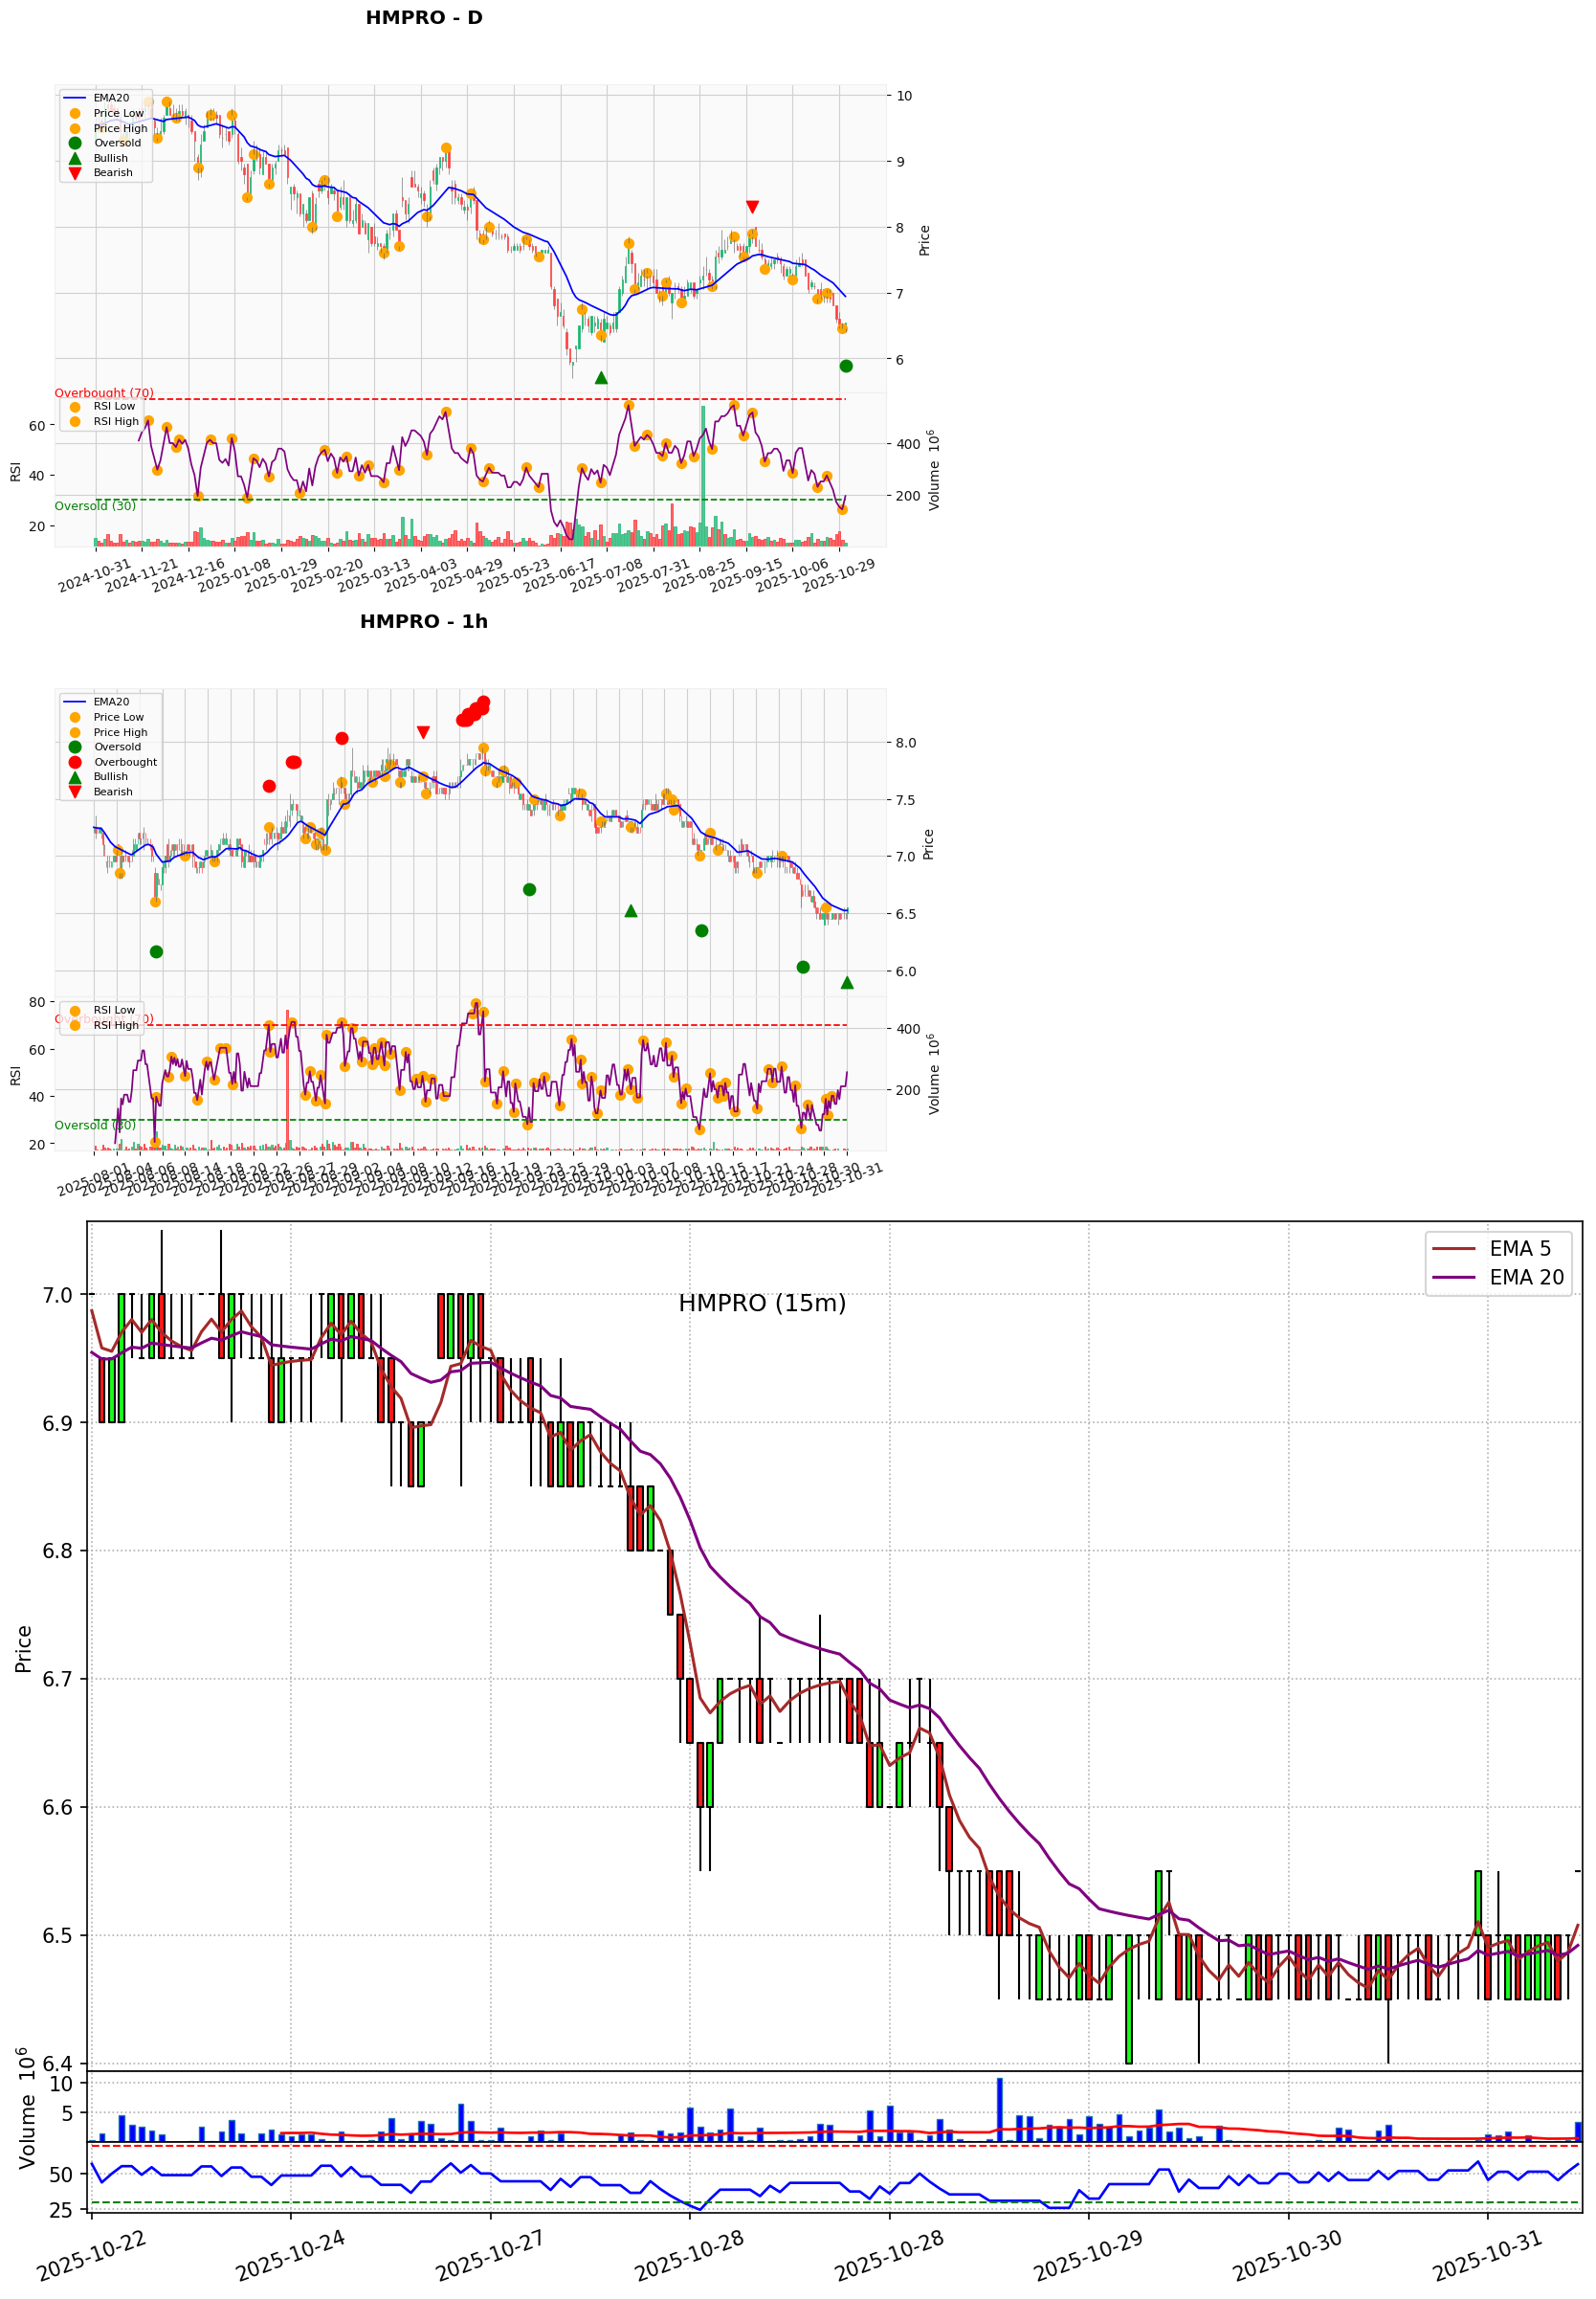 HMPRO - D
EMA20
Price Low
Price High
Oversold
Bullish
Bearish
10
9
8
7
6
Price
Overbought (70)
RSI Low
RSI High
60
40
20
RSI
Oversold (30)
400
200
Volume 10^6
2024-10-31
2024-11-21
2024-12-16
2025-01-08
2025-01-29
2025-02-20
2025-03-13
2025-04-03
2025-04-29
2025-05-23
2025-06-17
2025-07-08
2025-07-31
2025-08-25
2025-09-15
2025-10-06
2025-10-29
HMPRO - 1h
EMA20
Price Low
Price High
Oversold
Overbought
Bullish
Bearish
8.0
7.5
7.0
6.5
6.0
Price
Overbought (70)
RSI Low
RSI High
80
60
40
20
RSI
Oversold (30)
400
200
Volume 10^6
2025-08-01
2025-10-31
HMPRO (15m)
EMA 5
EMA 20
7.0
6.9
6.8
6.7
6.6
6.5
6.4
Price
10
5
Volume 10^6
50
25
2025-10-22
2025-10-24
2025-10-27
2025-10-28
2025-10-28
2025-10-29
2025-10-30
2025-10-31